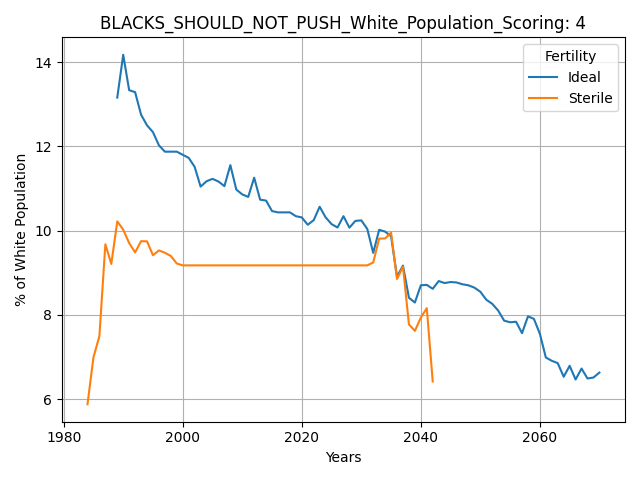 BLACKS_SHOULD_NOT_PUSH_White_Population_Scoring: 4
Fertility
Ideal
Sterile
% of White Population
14
12
10
8
6
1980 2000 2020 2040 2060
Years